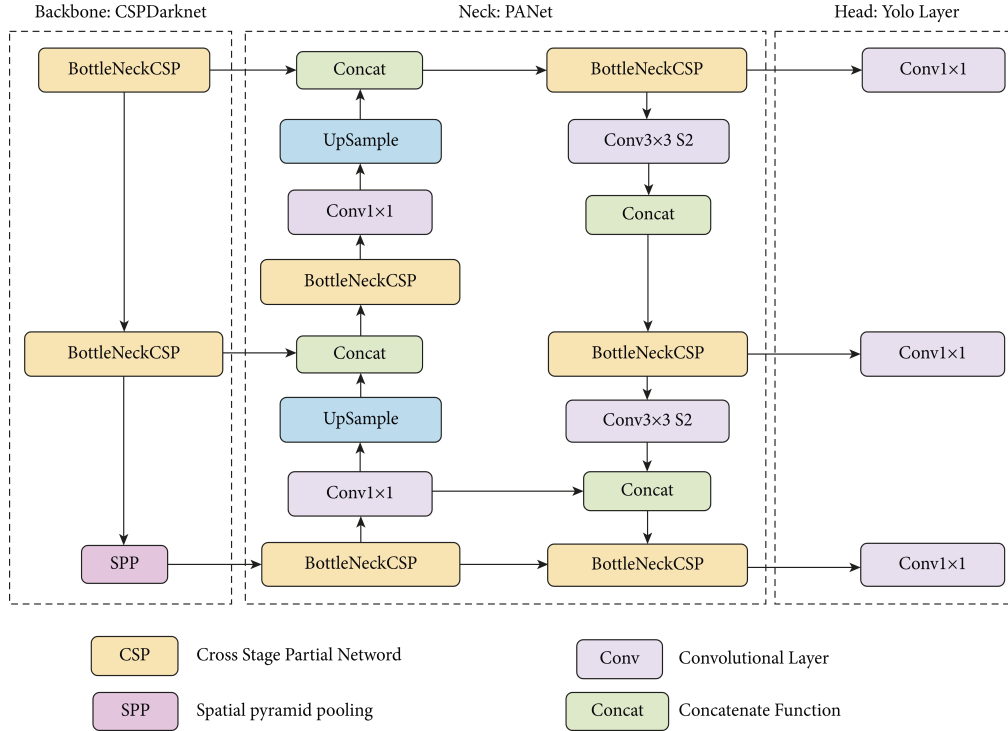 Backbone: CSPDarknet
Neck: PANet
Head: Yolo Layer
BottleNeckCSP
Concat
BottleNeckCSP
Conv1×1
UpSample
Conv3×3 S2
Conv1×1
Concat
BottleNeckCSP
BottleNeckCSP
Concat
BottleNeckCSP
Conv1×1
UpSample
Conv3×3 S2
Conv1×1
Concat
SPP
BottleNeckCSP
BottleNeckCSP
Conv1×1
CSP
Cross Stage Partial Netword
Conv
Convolutional Layer
SPP
Spatial pyramid pooling
Concat
Concatenate Function